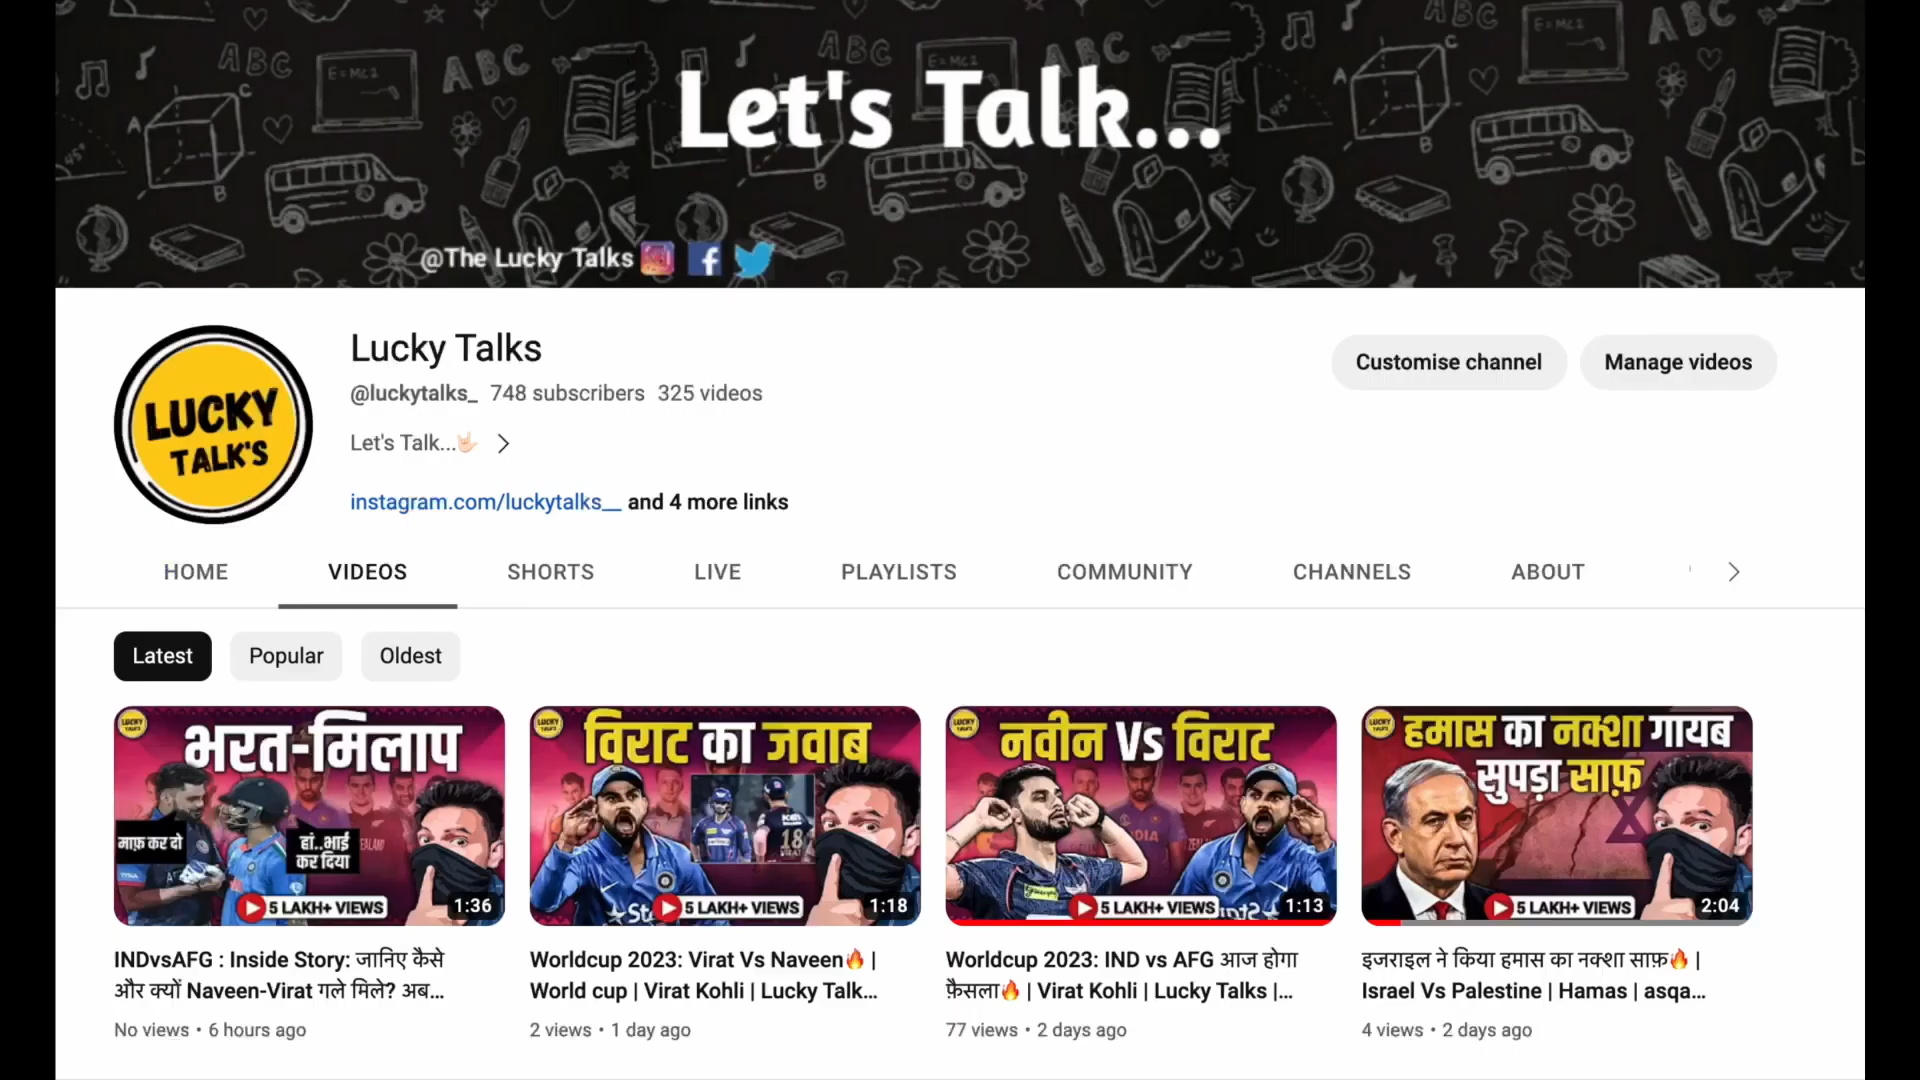 Let's Talk...
@The Lucky Talks
LUCKY
TALK'S
Lucky Talks
@luckytalks_ 748 subscribers 325 videos
Let's Talk...🤟🏻
instagram.com/luckytalks__ and 4 more links
Customise channel
Manage videos
HOME
VIDEOS
SHORTS
LIVE
PLAYLISTS
COMMUNITY
CHANNELS
ABOUT
Latest
Popular
Oldest
भरत-मिलाप
माफ़ कर दो
हां..भाई
कर दिया
5 LAKH+ VIEWS
1:36
INDvsAFG : Inside Story: जानिए कैसे
और क्यों Naveen-Virat गले मिले? अब...
No views • 6 hours ago
विराट का जवाब
18
5 LAKH+ VIEWS
1:18
Worldcup 2023: Virat Vs Naveen🔥 |
World cup | Virat Kohli | Lucky Talk...
2 views • 1 day ago
नवीन Vs विराट
5 LAKH+ VIEWS
1:13
Worldcup 2023: IND vs AFG आज होगा
फ़ैसला🔥 | Virat Kohli | Lucky Talks |...
77 views • 2 days ago
हमास का नक्शा गायब
सुपड़ा साफ़
5 LAKH+ VIEWS
2:04
इजराइल ने किया हमास का नक्शा साफ़🔥 |
Israel Vs Palestine | Hamas | asqa...
4 views • 2 days ago